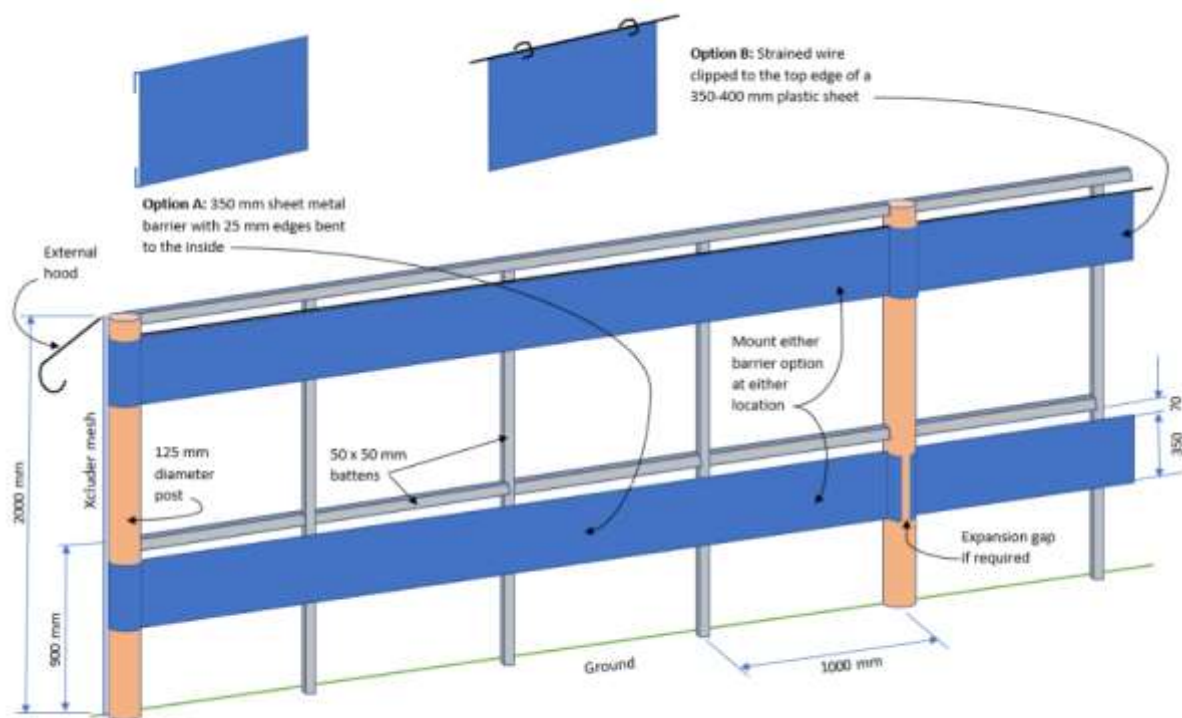 Option B: Strained wire
clipped to the top edge of a
350-400 mm plastic sheet
Option A: 350 mm sheet metal
barrier with 25 mm edges bent
to the inside
External
hood
Mount either
barrier option
at either
location
70
350
125 mm
diameter
post
50 x 50 mm
battens
Xcluder mesh
2000 mm
Expansion gap
if required
900 mm
Ground
1000 mm